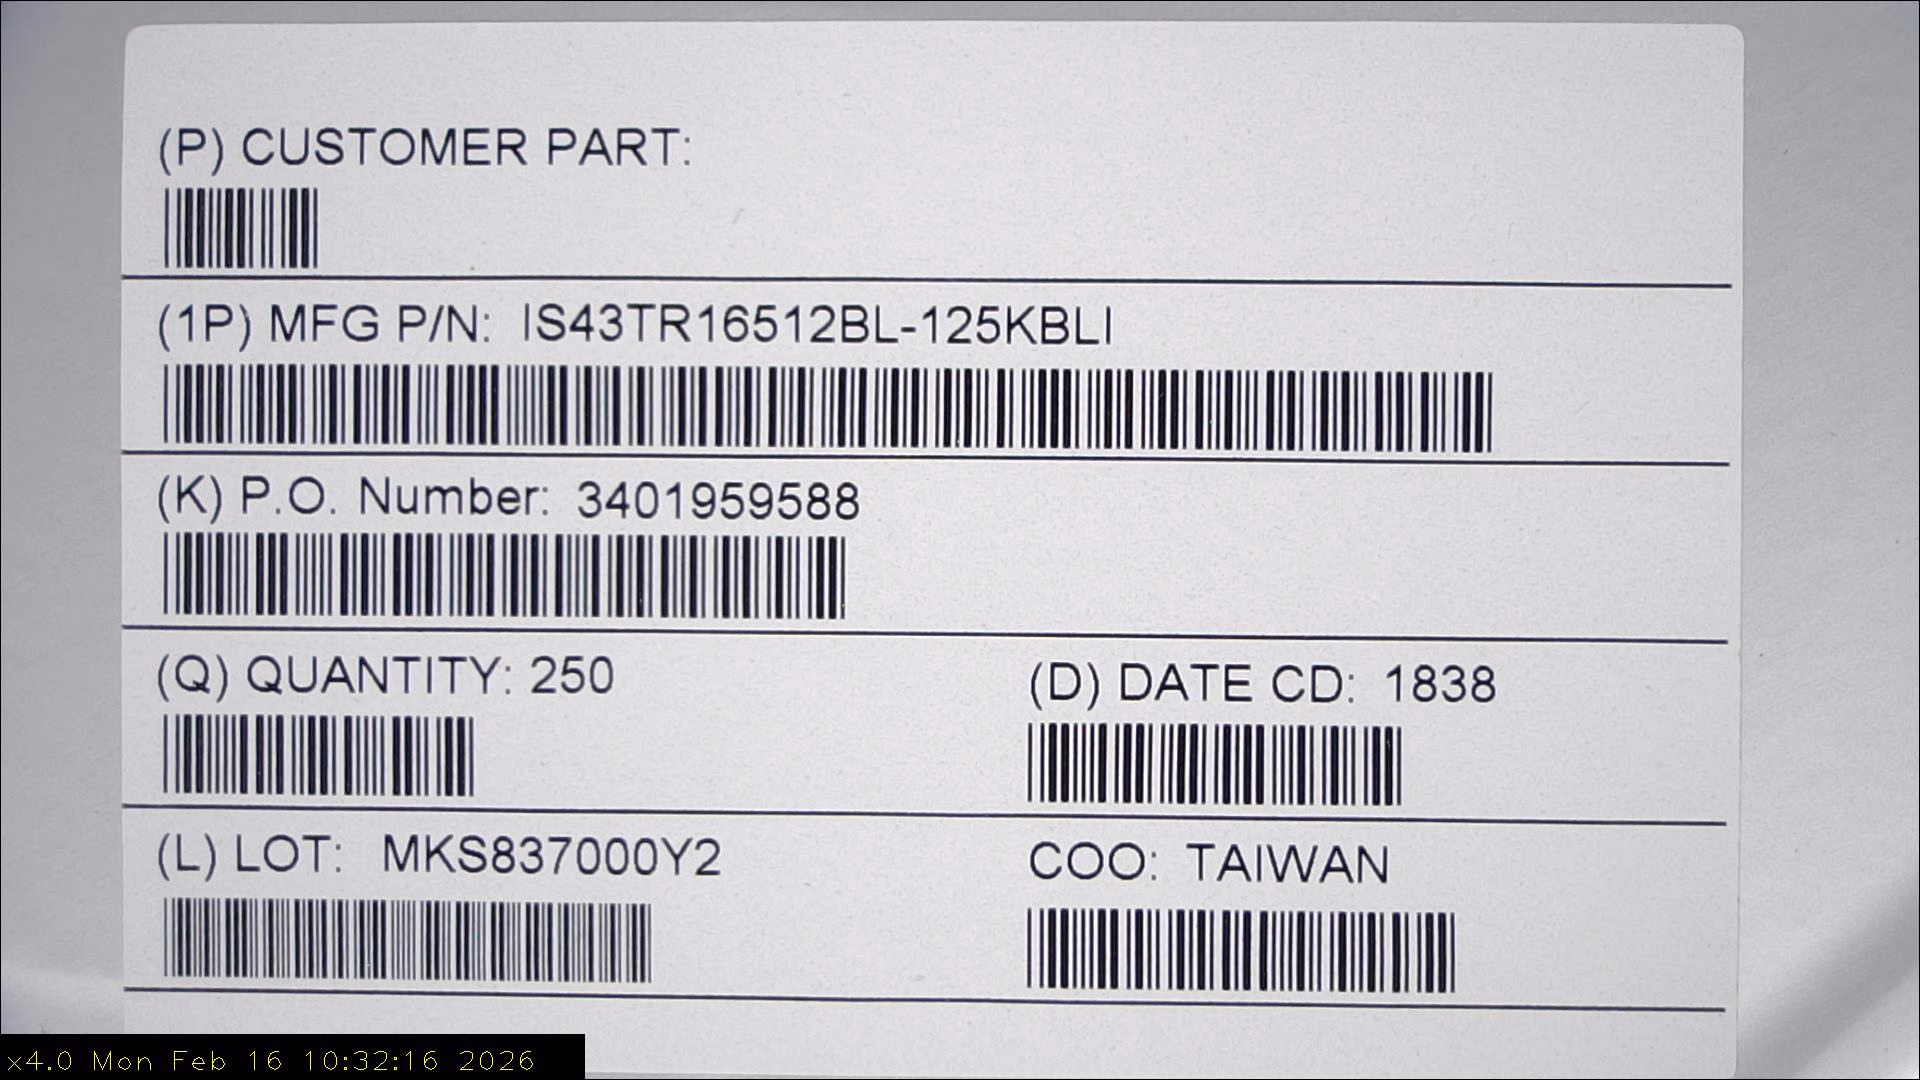 (P) CUSTOMER PART:
(1P) MFG P/N: IS43TR16512BL-125KBLI
(K) P.O. Number: 3401959588
(Q) QUANTITY: 250
(D) DATE CD: 1838
(L) LOT: MKS837000Y2
COO: TAIWAN
x4.0 Mon Feb 16 10:32:16 2026